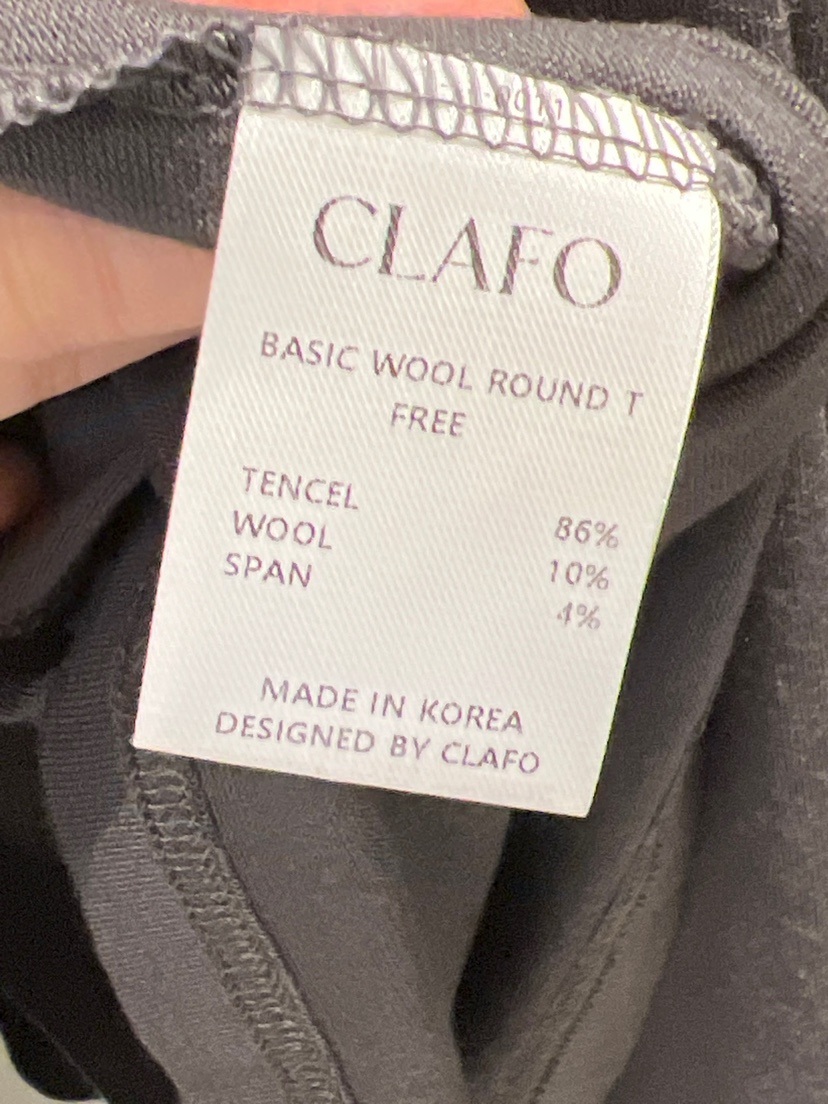 CLAFO
BASIC WOOL ROUND T
FREE
TENCEL 86%
WOOL 10%
SPAN 4%
MADE IN KOREA
DESIGNED BY CLAFO